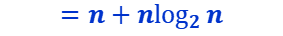 = n + nlog₂ n